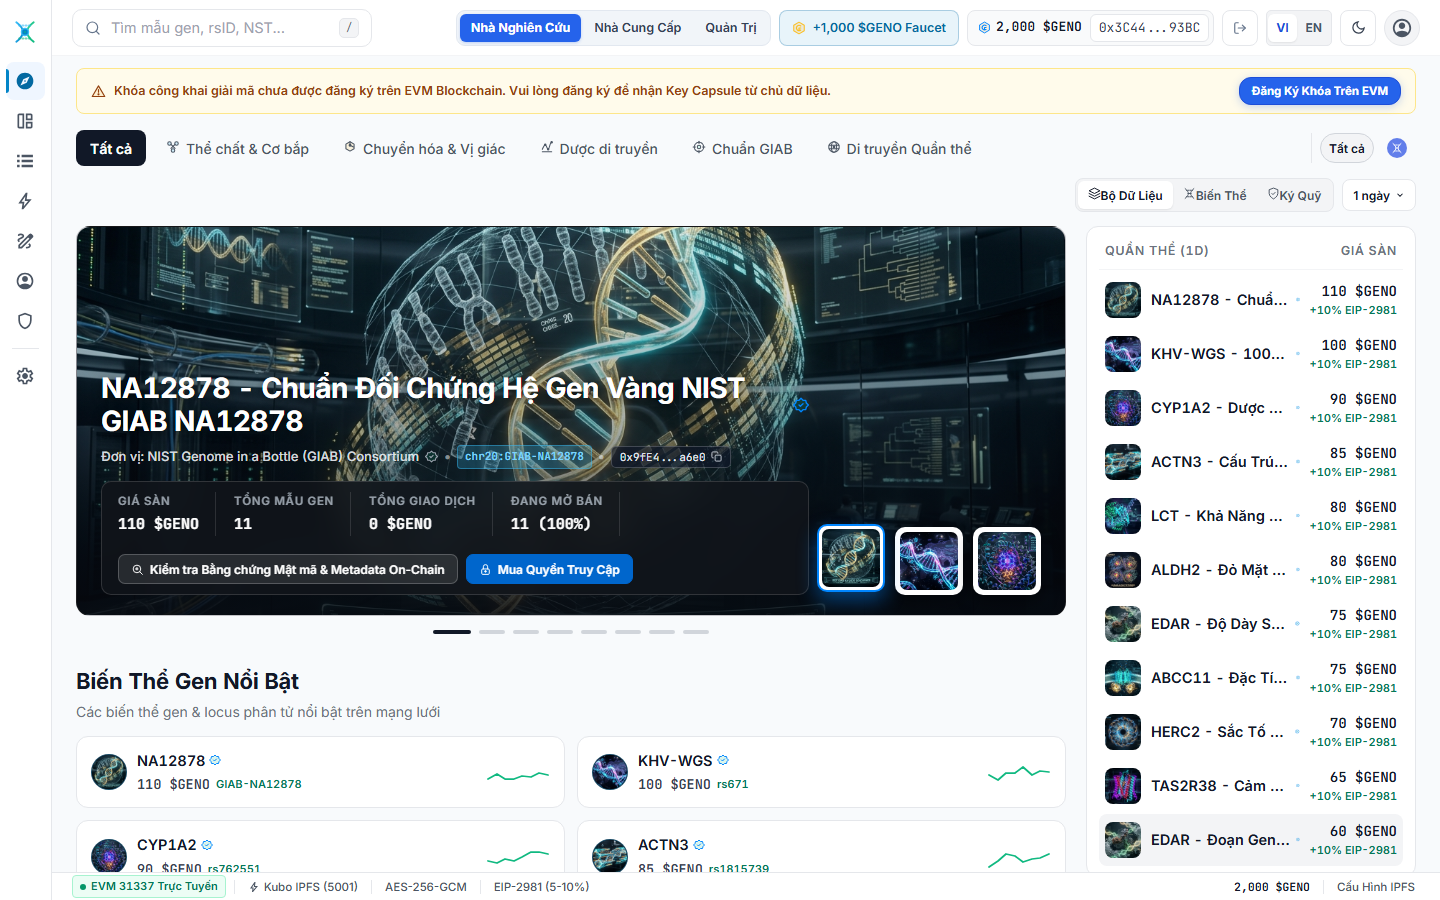 Tìm mẫu gen, rsID, NST...
/
Nhà Nghiên Cứu
Nhà Cung Cấp
Quản Trị
+1,000 $GENO Faucet
2,000 $GENO
0x3C44...93BC
VI
EN
Khóa công khai giải mã chưa được đăng ký trên EVM Blockchain. Vui lòng đăng ký để nhận Key Capsule từ chủ dữ liệu.
Đăng Ký Khóa Trên EVM
Tất cả
Thể chất & Cơ bắp
Chuyển hóa & Vị giác
Dược di truyền
Chuẩn GIAB
Di truyền Quần thể
Tất cả
Bộ Dữ Liệu
Biến Thể
Ký Quỹ
1 ngày
NA12878 - Chuẩn Đối Chứng Hệ Gen Vàng NIST
GIAB NA12878
Đơn vị: NIST Genome in a Bottle (GIAB) Consortium
chr20:GIAB-NA12878
0x9fE4...a6e0
GIÁ SÀN
110 $GENO
TỔNG MẪU GEN
11
TỔNG GIAO DỊCH
0 $GENO
ĐANG MỞ BÁN
11 (100%)
Kiểm tra Bằng chứng Mật mã & Metadata On-Chain
Mua Quyền Truy Cập
QUẦN THỂ (1D)
GIÁ SÀN
NA12878 - Chuẩ...
110 $GENO
+10% EIP-2981
KHV-WGS - 100...
100 $GENO
+10% EIP-2981
CYP1A2 - Dược ...
90 $GENO
+10% EIP-2981
ACTN3 - Cấu Trú...
85 $GENO
+10% EIP-2981
LCT - Khả Năng ...
80 $GENO
+10% EIP-2981
ALDH2 - Đỏ Mặt ...
80 $GENO
+10% EIP-2981
EDAR - Độ Dày S...
75 $GENO
+10% EIP-2981
ABCC11 - Đặc Tí...
75 $GENO
+10% EIP-2981
HERC2 - Sắc Tố ...
70 $GENO
+10% EIP-2981
TAS2R38 - Cảm ...
65 $GENO
+10% EIP-2981
EDAR - Đoạn Gen...
60 $GENO
+10% EIP-2981
Biến Thể Gen Nổi Bật
Các biến thể gen & locus phân tử nổi bật trên mạng lưới
NA12878
110 $GENO GIAB-NA12878
KHV-WGS
100 $GENO rs671
CYP1A2
90 $GENO rs762551
ACTN3
85 $GENO rs1815739
EVM 31337 Trực Tuyến
Kubo IPFS (5001)
AES-256-GCM
EIP-2981 (5-10%)
2,000 $GENO
Cấu Hình IPFS